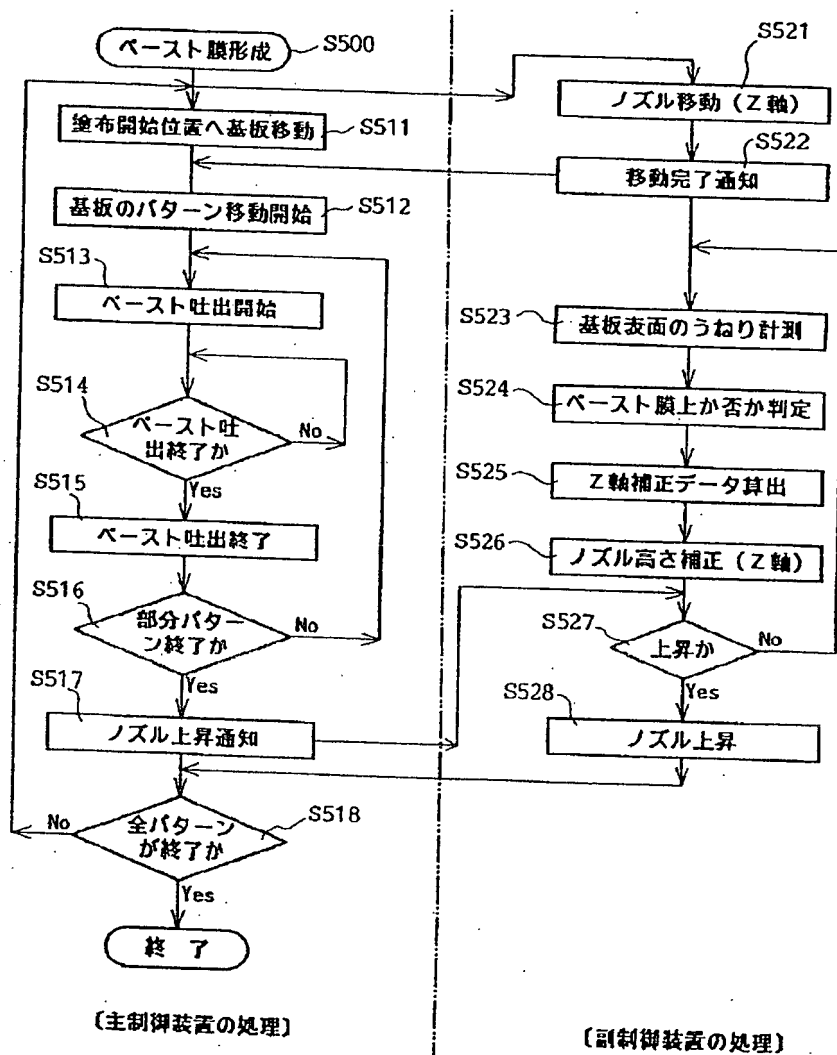 ペースト膜形成
S500
塗布開始位置へ基板移動
S511
基板のパターン移動開始
S512
S513
ペースト吐出開始
S514
ペースト吐
出終了か
No
Yes
S515
ペースト吐出終了
S516
部分パター
ン終了か
No
Yes
S517
ノズル上昇通知
全パターン
が終了か
S518
No
Yes
終 了
〔主制御装置の処理〕
S521
ノズル移動(Z軸)
S522
移動完了通知
S523
基板表面のうねり計測
S524
ペースト膜上か否か判定
S525
Z軸補正データ算出
S526
ノズル高さ補正(Z軸)
S527
上昇か
No
Yes
S528
ノズル上昇
〔副制御装置の処理〕